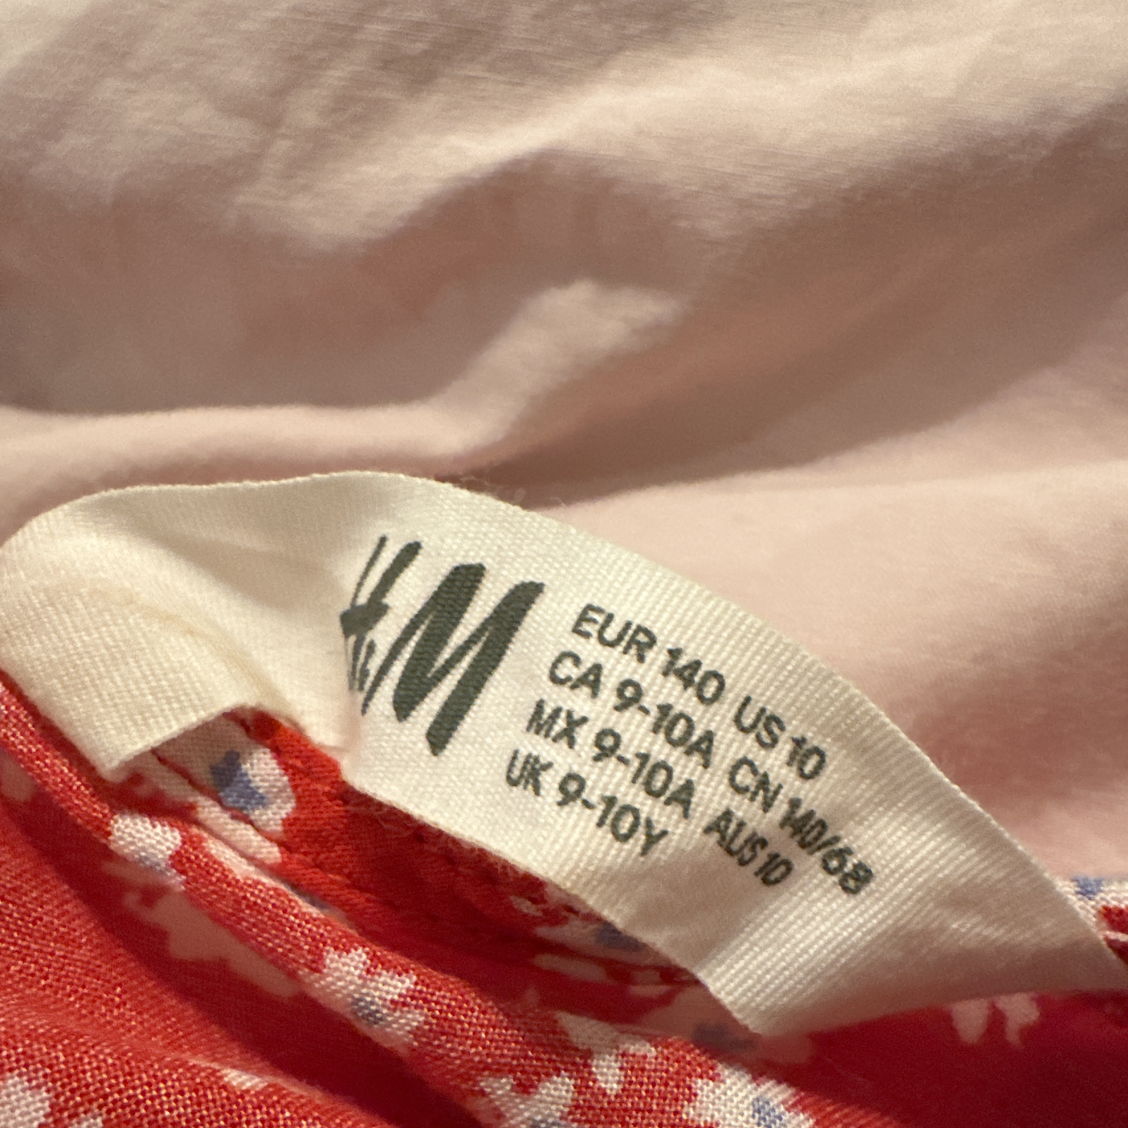 H&M
EUR 140 US 10
CA 9-10A CN 140/68
MX 9-10A AUS 10
UK 9-10Y